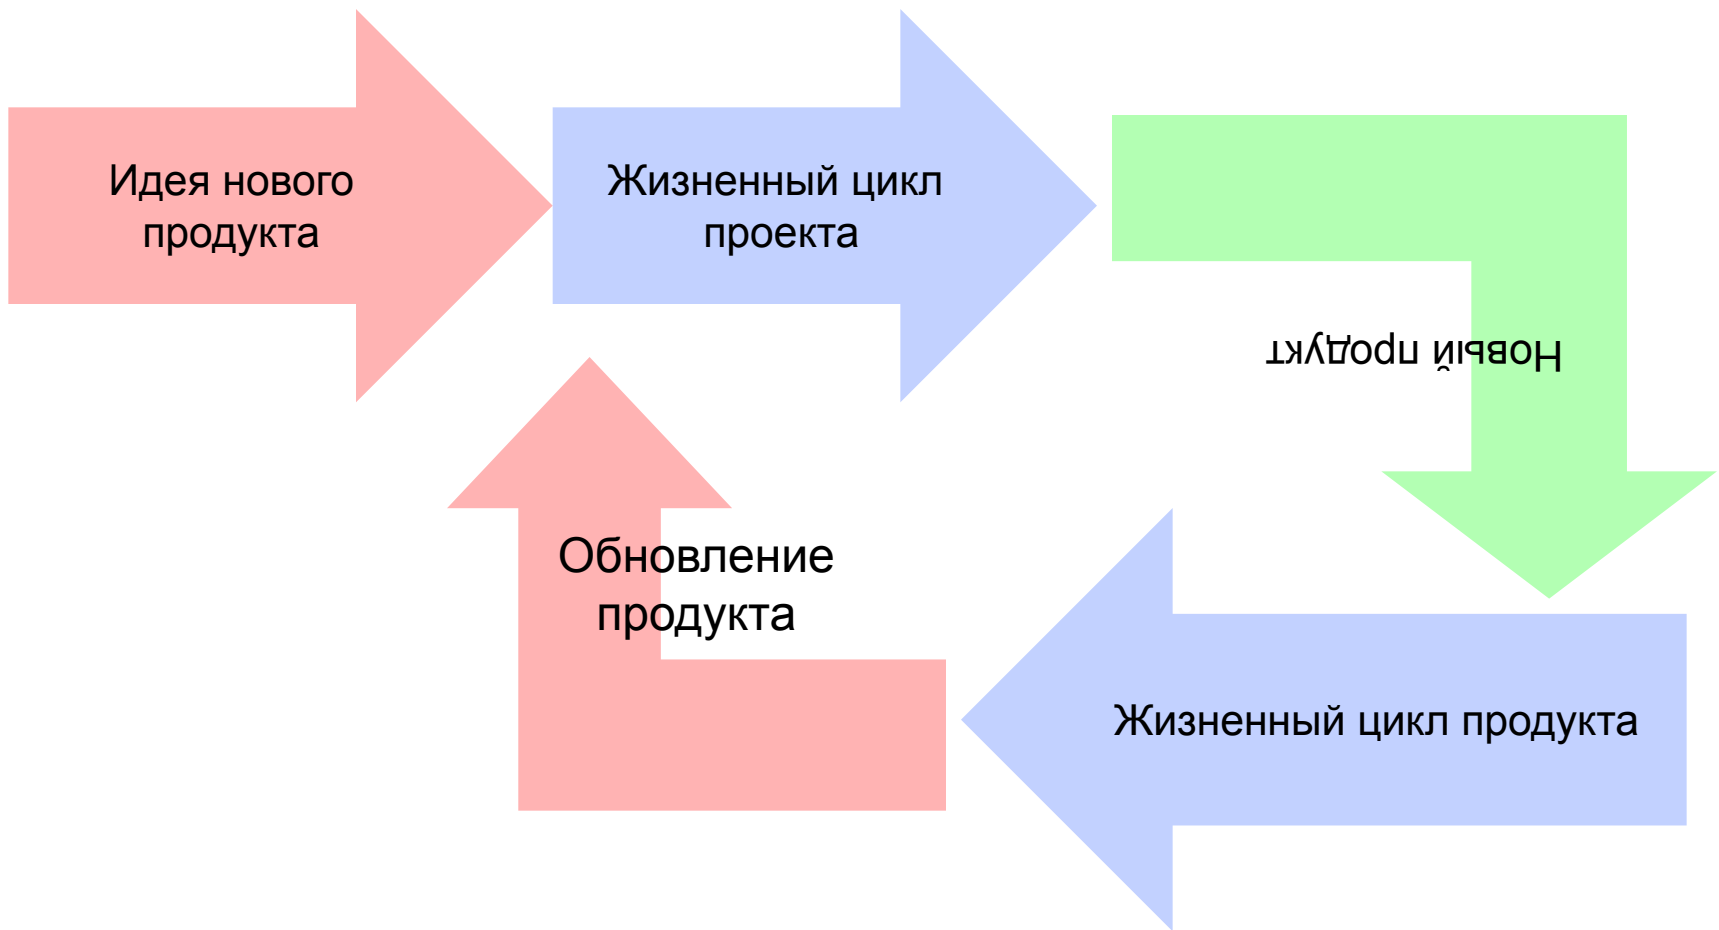 Идея нового
продукта
Жизненный цикл
проекта
Новый продукт
Обновление
продукта
Жизненный цикл продукта